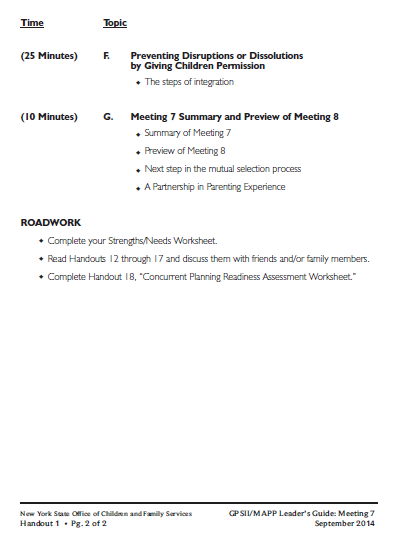 Time Topic
(25 Minutes) F. Preventing Disruptions or Dissolutions
by Giving Children Permission
◆ The steps of integration
(10 Minutes) G. Meeting 7 Summary and Preview of Meeting 8
◆ Summary of Meeting 7
◆ Preview of Meeting 8
◆ Next step in the mutual selection process
◆ A Partnership in Parenting Experience
ROADWORK
◆ Complete your Strengths/Needs Worksheet.
◆ Read Handouts 12 through 17 and discuss them with friends and/or family members.
◆ Complete Handout 18, “Concurrent Planning Readiness Assessment Worksheet.”
New York State Office of Children and Family Services GPSII/MAPP Leader's Guide: Meeting 7
Handout 1 • Pg. 2 of 2 September 2014